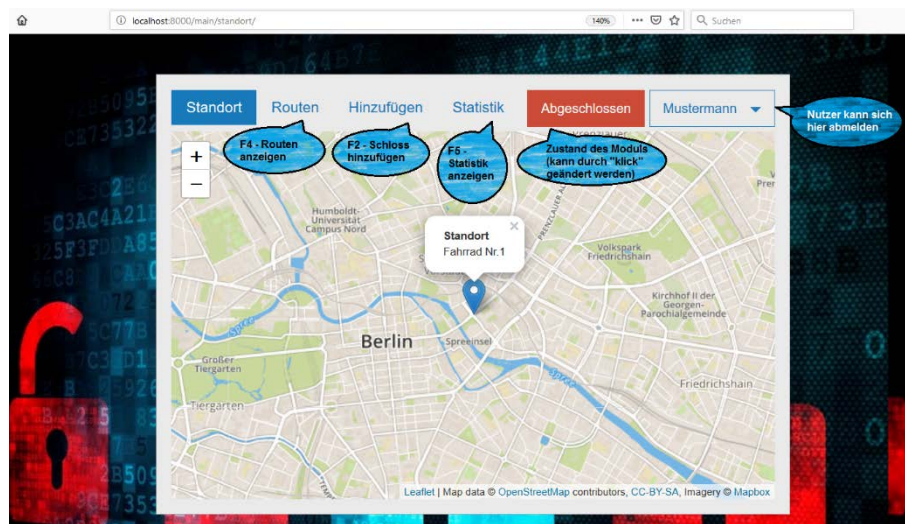 localhost:8000/main/standort/
140%
Suchen
Standort
Routen
Hinzufügen
Statistik
Abgeschlossen
Mustermann
Nutzer kann sich
hier abmelden
F4 - Routen
anzeigen
F2 - Schloss
hinzufügen
F5 -
Statistik
anzeigen
Zustand des Moduls
(kann durch "klick"
geändert werden)
+
−
Humboldt-
Universität
Campus Nord
Standort
Fahrrad Nr.1
×
Volkspark
Friedrichshain
Kirchhof II der
Georgen-
Parochialgemeinde
Spree
Berlin
Spreeinsel
Großer
Tiergarten
Tiergarten
Spree
Friedrichshain
Leaflet | Map data © OpenStreetMap contributors, CC-BY-SA, Imagery © Mapbox